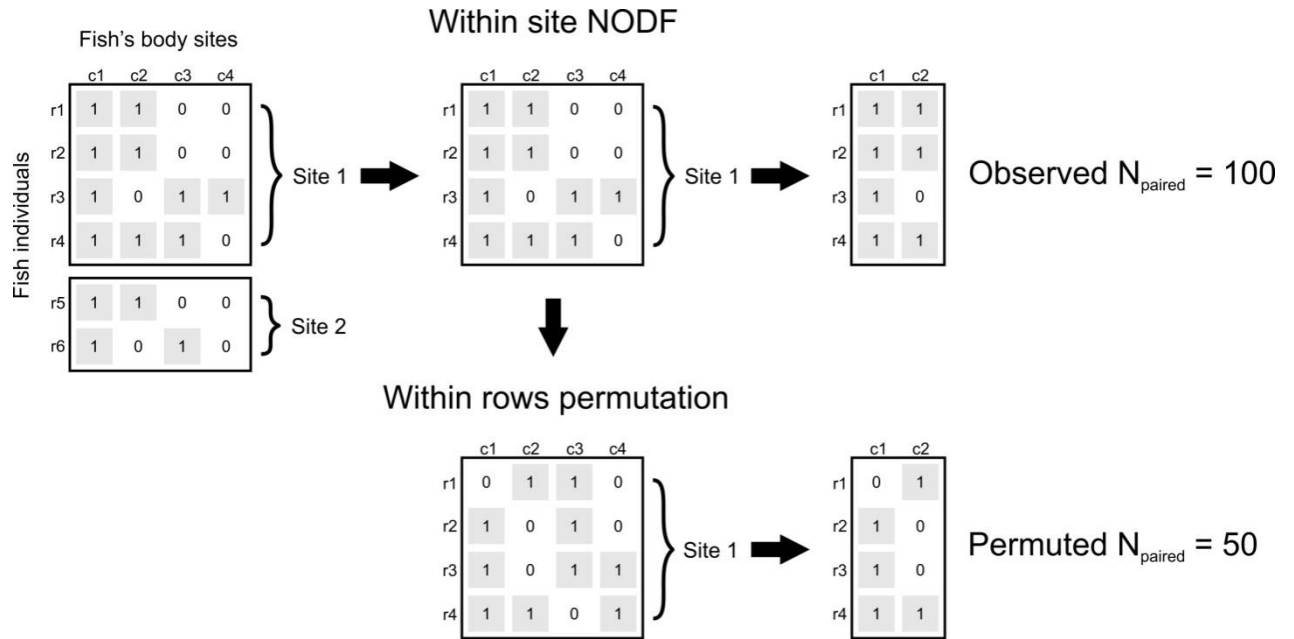 Within site NODF
Fish's body sites
c1 c2 c3 c4
c1 c2 c3 c4
c1 c2
Fish individuals
r1 1 1 0 0
r2 1 1 0 0
r3 1 0 1 1
r4 1 1 1 0
Site 1
r1 1 1 0 0
r2 1 1 0 0
r3 1 0 1 1
r4 1 1 1 0
Site 1
r1 1 1
r2 1 1
r3 1 0
r4 1 1
Observed N paired = 100
r5 1 1 0 0
r6 1 0 1 0
Site 2
Within rows permutation
c1 c2 c3 c4
r1 0 1 1 0
r2 1 0 1 0
r3 1 0 1 1
r4 1 1 0 1
Site 1
c1 c2
r1 0 1
r2 1 0
r3 1 0
r4 1 1
Permuted N paired = 50